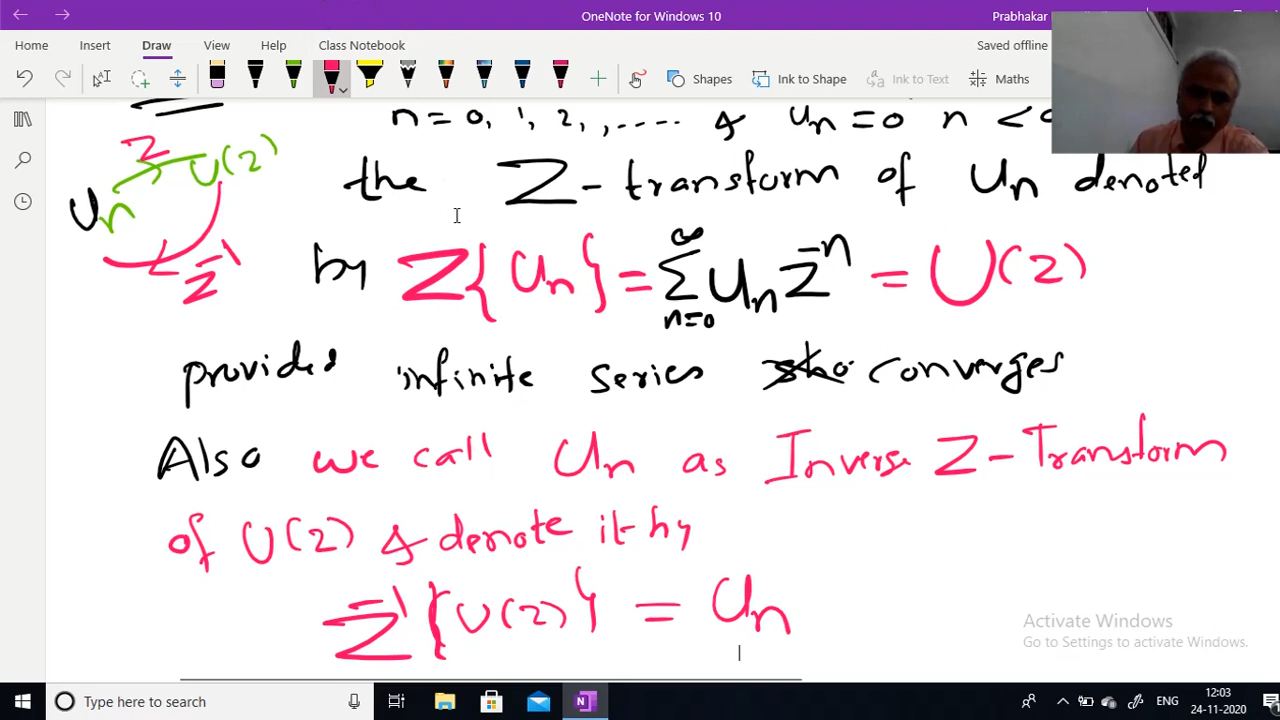 OneNote for Windows 10
Prabhakar
Home Insert Draw View Help Class Notebook
Saved offline
Shapes Ink to Shape Ink to Text Maths
n = 0, 1, 2, , ..... & Un = 0 n <
the Z - transform of Un denoted
by Z{Un} = ∑_{n=0}^{∞} Un z^{-n} = U(z)
provided infinite series converges
Also we call Un as Inverse Z - Transform
of U(z) & denote it by
Z^{-1}{U(z)} = Un
Z
U(z)
Un
Z^{-1}
Activate Windows
Go to Settings to activate Windows.
Type here to search
ENG
12:03
24-11-2020